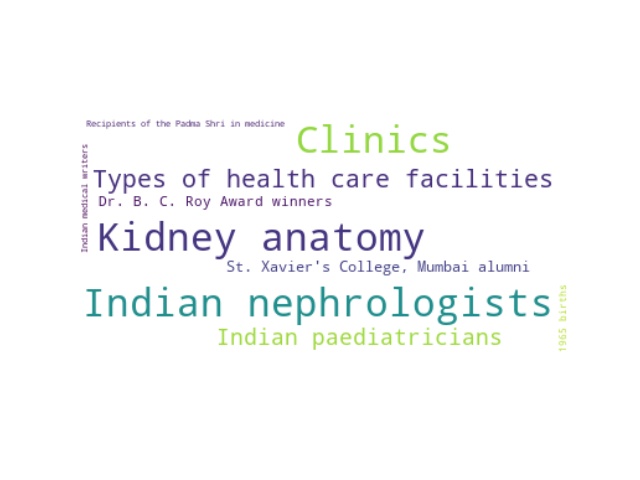 Recipients of the Padma Shri in medicine
Clinics
Indian medical writers
Types of health care facilities
Dr. B. C. Roy Award winners
Kidney anatomy
St. Xavier's College, Mumbai alumni
Indian nephrologists
1965 births
Indian paediatricians